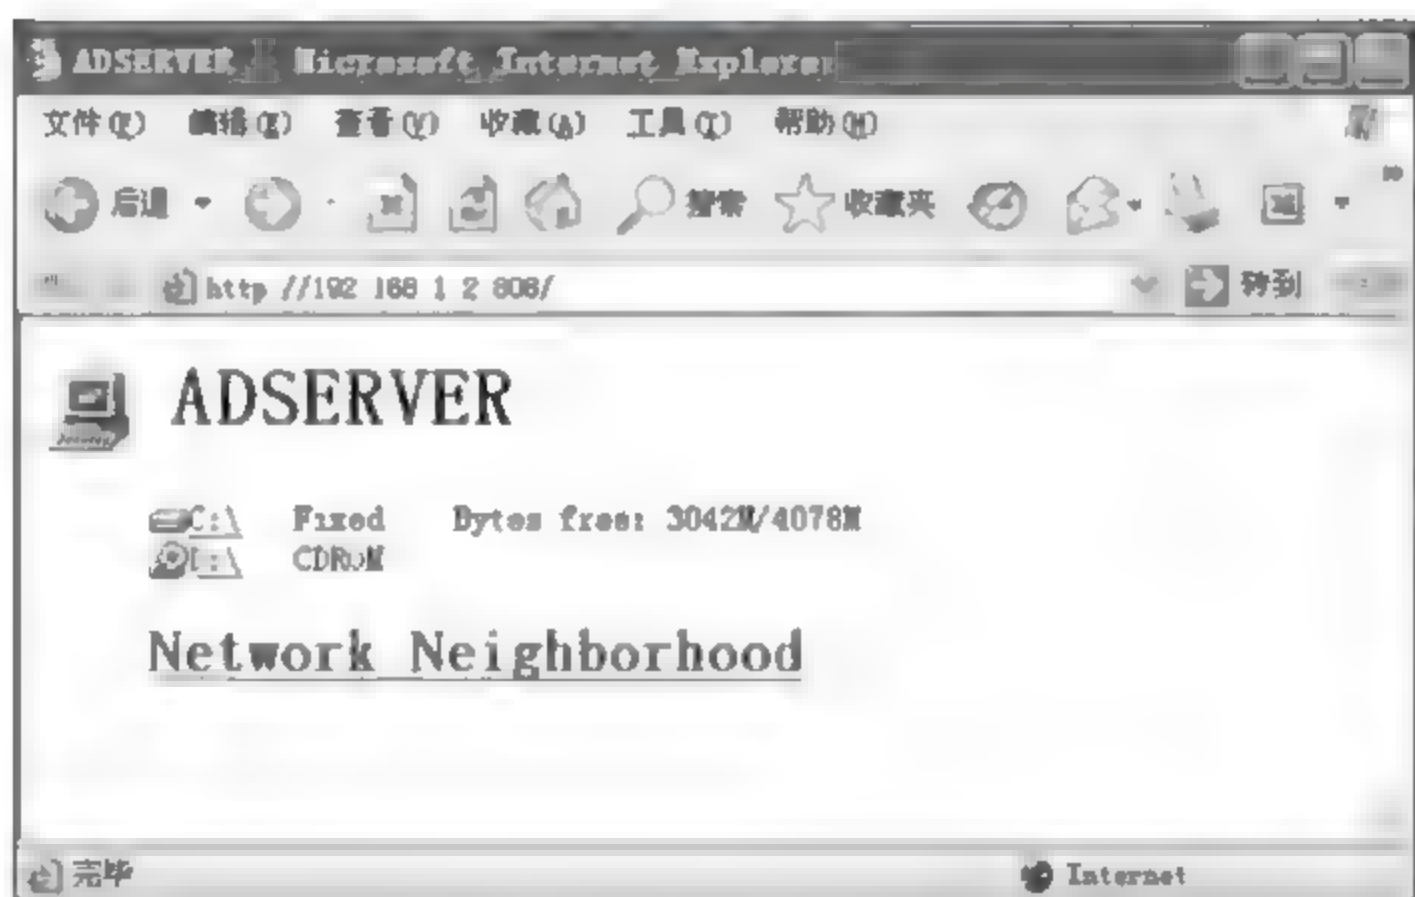 ADSERVER - Microsoft Internet Explorer
文件(F) 编辑(E) 查看(V) 收藏(A) 工具(T) 帮助(H)
后退 搜索 收藏夹
http //192 168 1 2 808/ 转到
ADSERVER
C:\ Fixed Bytes free: 3042M/4078M
CDROM
Network Neighborhood
完毕 Internet